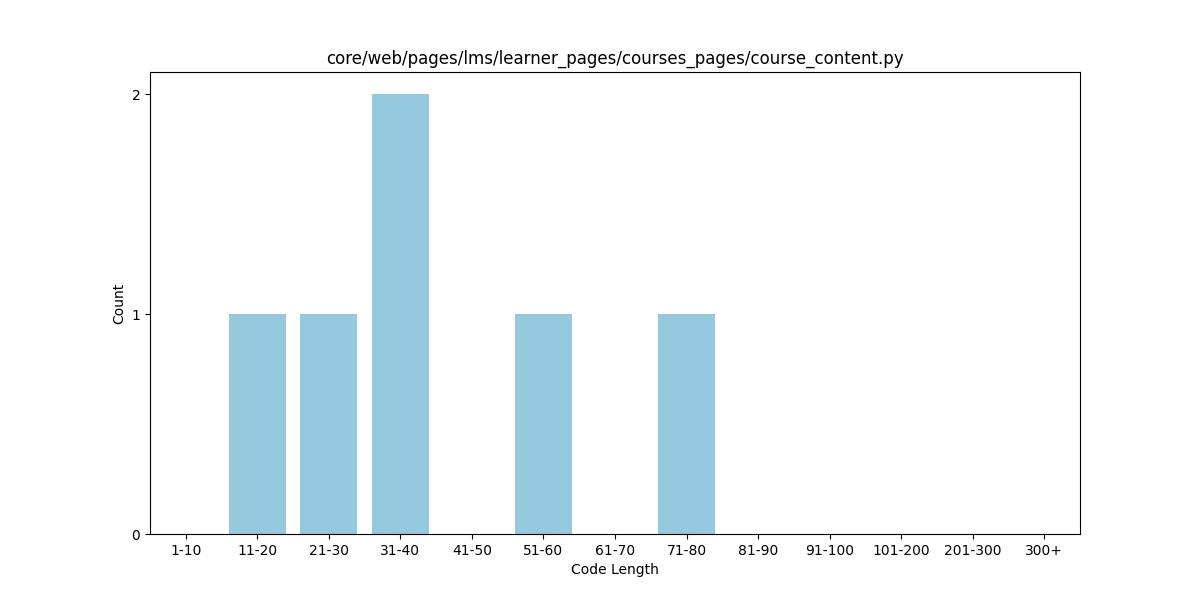 core/web/pages/lms/learner_pages/courses_pages/course_content.py
2
1
0
Count
1-10 11-20 21-30 31-40 41-50 51-60 61-70 71-80 81-90 91-100 101-200 201-300 300+
Code Length